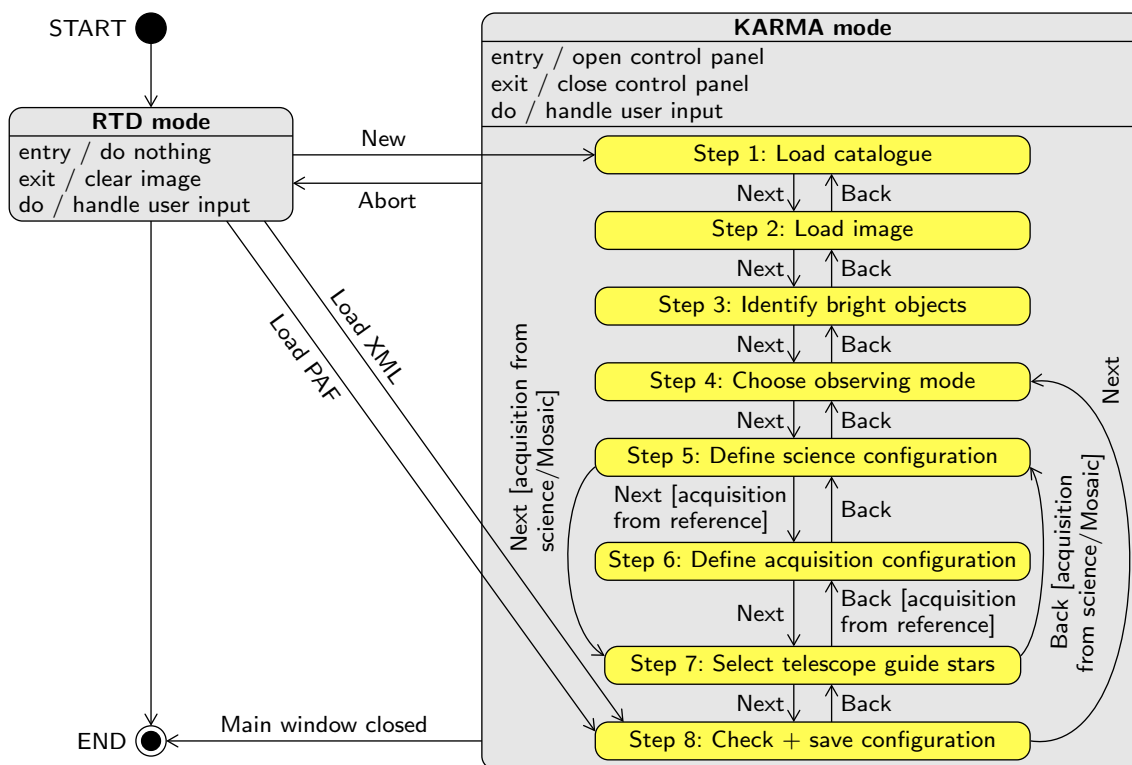 START
RTD mode
entry / do nothing
exit / clear image
do / handle user input
New
Abort
Load XML
Load PAF
END
Main window closed
KARMA mode
entry / open control panel
exit / close control panel
do / handle user input
Step 1: Load catalogue
Next
Back
Step 2: Load image
Next
Back
Step 3: Identify bright objects
Next
Back
Step 4: Choose observing mode
Next
Back
Step 5: Define science configuration
Next [acquisition
from reference]
Back
Next [acquisition from
science/Mosaic]
Step 6: Define acquisition configuration
Next
Back [acquisition
from reference]
Back [acquisition
from science/Mosaic]
Step 7: Select telescope guide stars
Next
Back
Step 8: Check + save configuration
Next